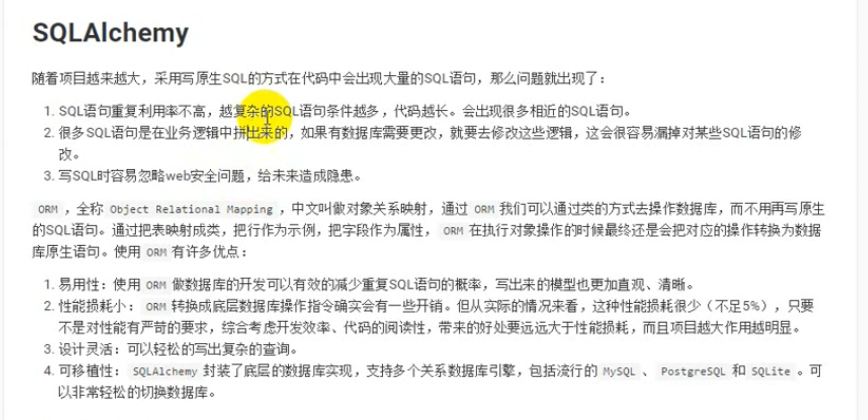 SQLAlchemy
随着项目越来越大，采用写原生SQL的方式在代码中会出现大量的SQL语句，那么问题就出现了：
1. SQL语句重复利用率不高，越复杂的SQL语句条件越多，代码越长。会出现很多相近的SQL语句。
2. 很多SQL语句是在业务逻辑中拼出来的，如果有数据库需要更改，就要去修改这些逻辑，这会很容易漏掉对某些SQL语句的修
改。
3. 写SQL时容易忽略web安全问题，给未来造成隐患。
ORM ，全称 Object Relational Mapping ，中文叫做对象关系映射，通过 ORM 我们可以通过类的方式去操作数据库，而不用再写原生
的SQL语句。通过把表映射成类，把行作为示例，把字段作为属性， ORM 在执行对象操作的时候最终还是会把对应的操作转换为数据
库原生语句。使用 ORM 有许多优点：
1. 易用性：使用 ORM 做数据库的开发可以有效的减少重复SQL语句的概率，写出来的模型也更加直观、清晰。
2. 性能损耗小： ORM 转换成底层数据库操作指令确实会有一些开销。但从实际的情况来看，这种性能损耗很少（不足5%），只要
不是对性能有严苛的要求，综合考虑开发效率、代码的阅读性，带来的好处要远远大于性能损耗，而且项目越大作用越明显。
3. 设计灵活：可以轻松的写出复杂的查询。
4. 可移植性： SQLAlchemy 封装了底层的数据库实现，支持多个关系数据库引擎，包括流行的 MySQL 、 PostgreSQL 和 SQLite 。可
以非常轻松的切换数据库。